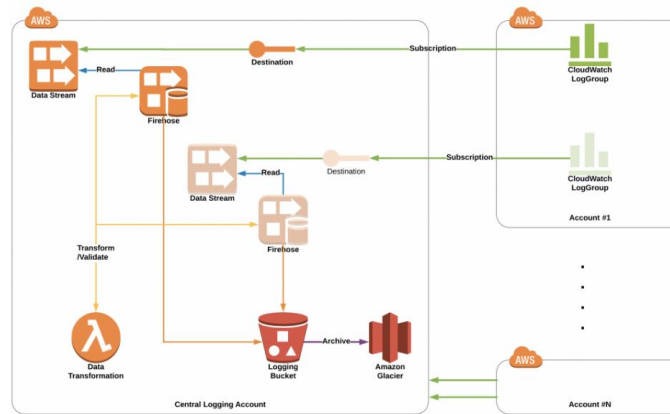 AWS
AWS
Subscription
Destination
CloudWatch
LogGroup
Read
Data Stream
Firehose
Subscription
Read
Destination
Data Stream
CloudWatch
LogGroup
Account #1
Firehose
Transform
/Validate
Archive
Data
Transformation
Logging
Bucket
Amazon
Glacier
AWS
Central Logging Account
Account #N